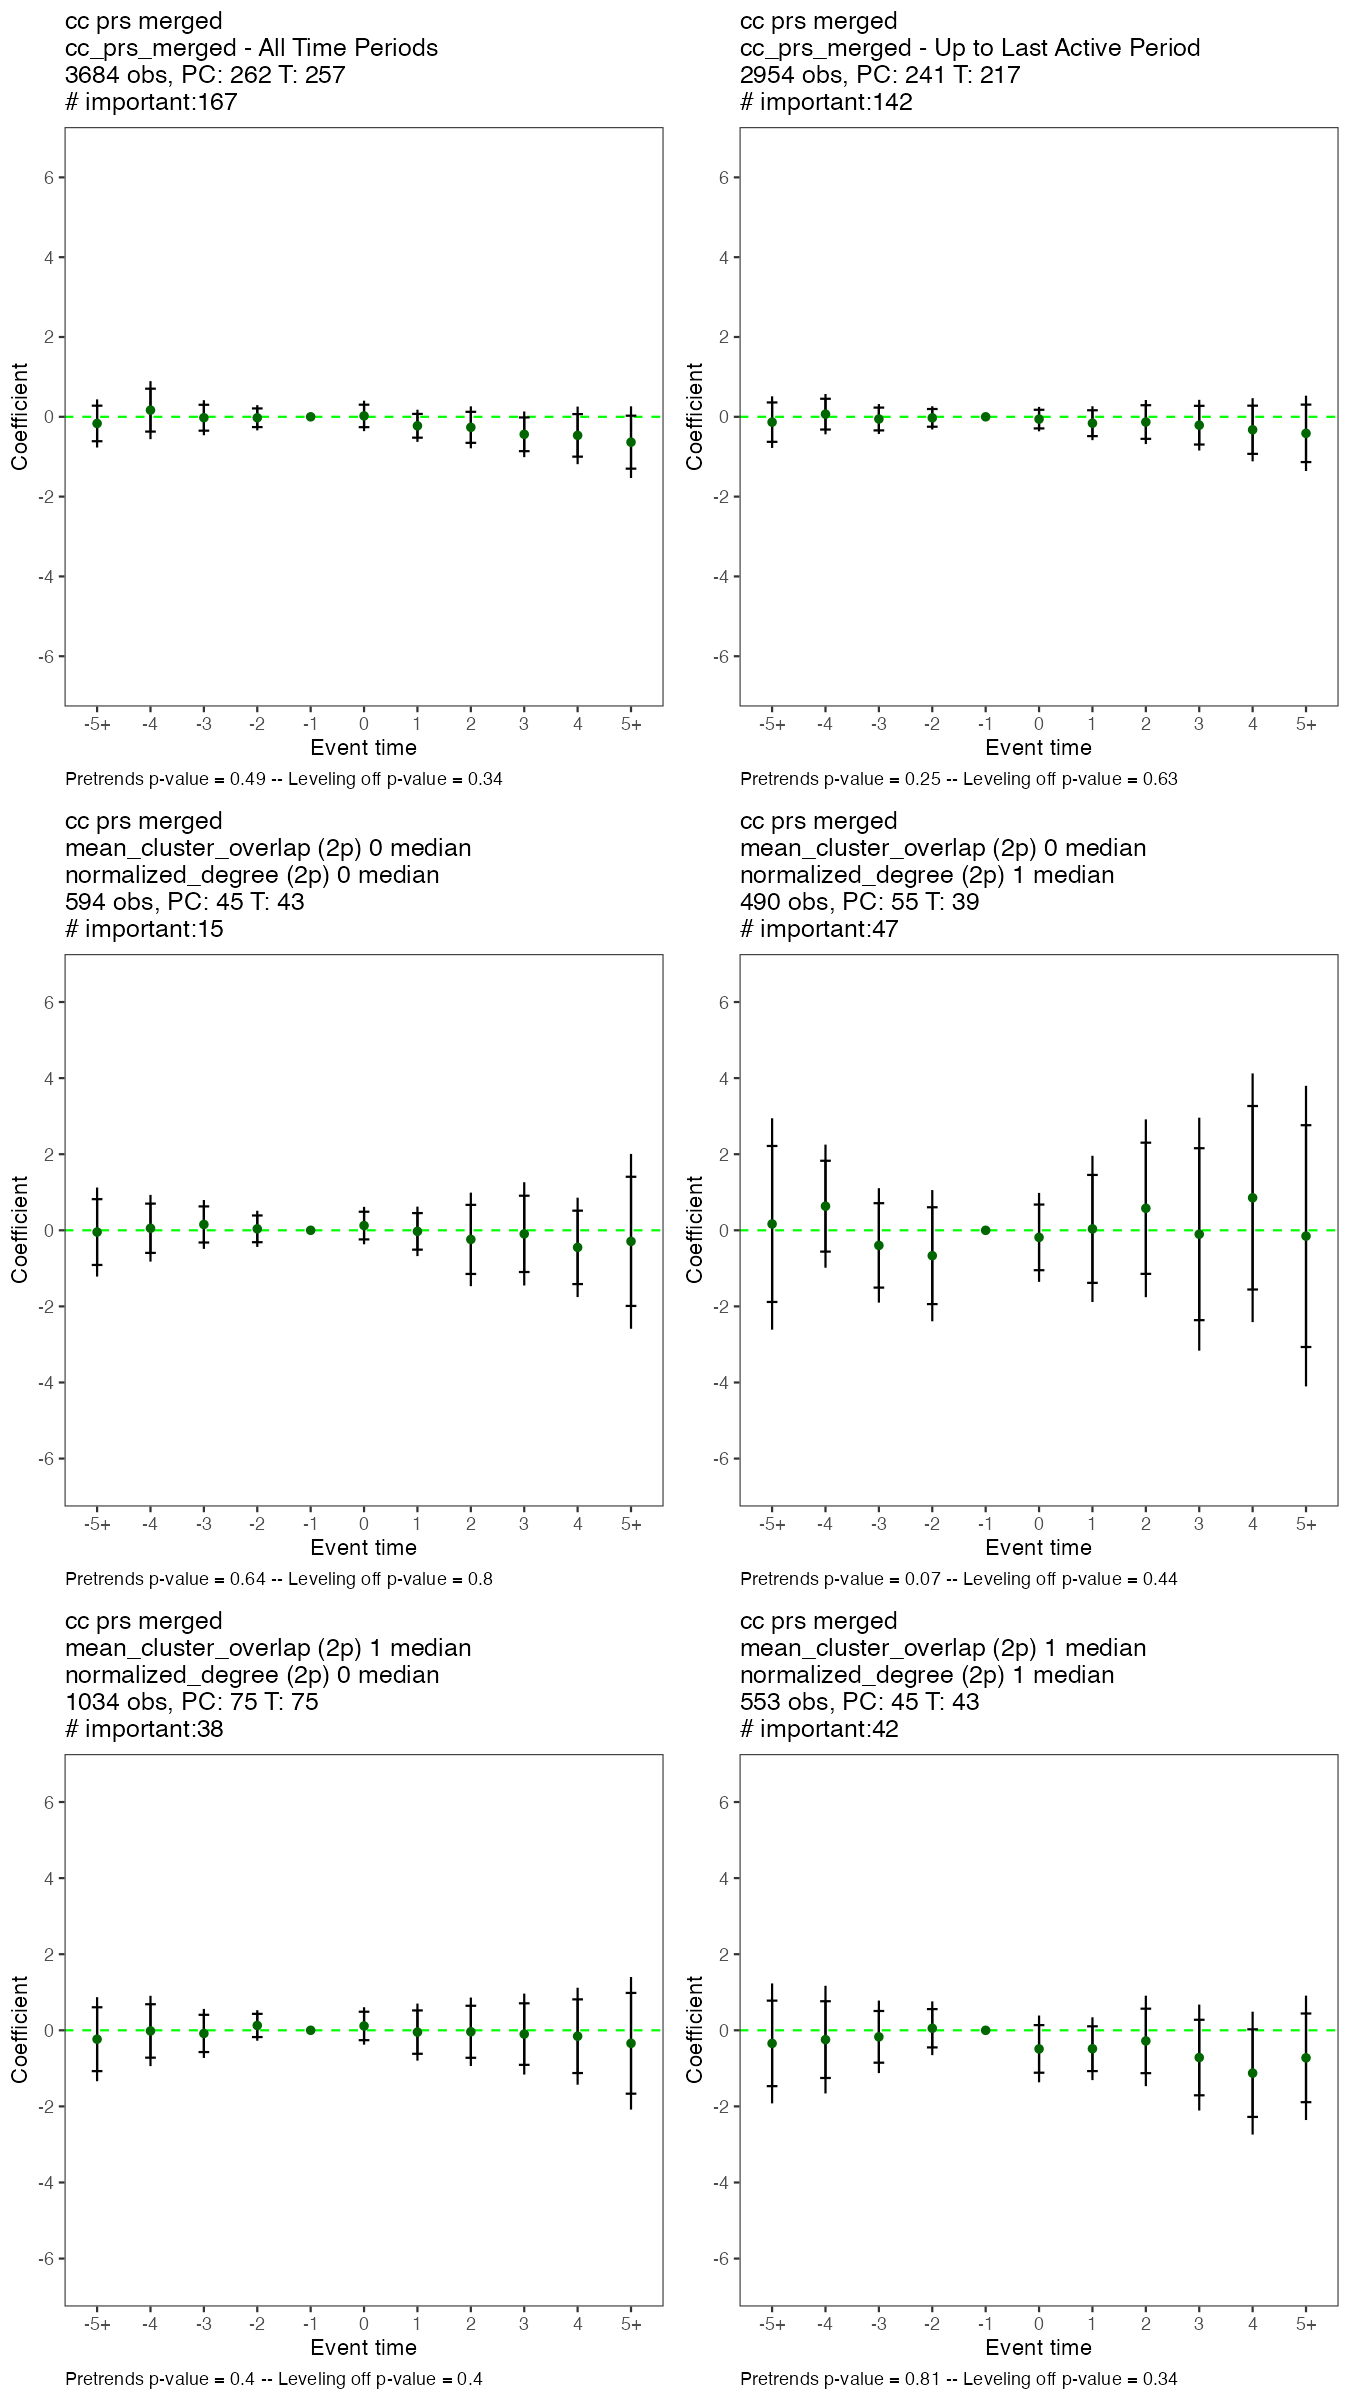 cc prs merged
cc_prs_merged - All Time Periods
3684 obs, PC: 262 T: 257
# important:167
6
4
2
0
-2
-4
-6
Coefficient
-5+ -4 -3 -2 -1 0 1 2 3 4 5+
Event time
Pretrends p-value = 0.49 -- Leveling off p-value = 0.34
cc prs merged
cc_prs_merged - Up to Last Active Period
2954 obs, PC: 241 T: 217
# important:142
6
4
2
0
-2
-4
-6
Coefficient
-5+ -4 -3 -2 -1 0 1 2 3 4 5+
Event time
Pretrends p-value = 0.25 -- Leveling off p-value = 0.63
cc prs merged
mean_cluster_overlap (2p) 0 median
normalized_degree (2p) 0 median
594 obs, PC: 45 T: 43
# important:15
6
4
2
0
-2
-4
-6
Coefficient
-5+ -4 -3 -2 -1 0 1 2 3 4 5+
Event time
Pretrends p-value = 0.64 -- Leveling off p-value = 0.8
cc prs merged
mean_cluster_overlap (2p) 0 median
normalized_degree (2p) 1 median
490 obs, PC: 55 T: 39
# important:47
6
4
2
0
-2
-4
-6
Coefficient
-5+ -4 -3 -2 -1 0 1 2 3 4 5+
Event time
Pretrends p-value = 0.07 -- Leveling off p-value = 0.44
cc prs merged
mean_cluster_overlap (2p) 1 median
normalized_degree (2p) 0 median
1034 obs, PC: 75 T: 75
# important:38
6
4
2
0
-2
-4
-6
Coefficient
-5+ -4 -3 -2 -1 0 1 2 3 4 5+
Event time
Pretrends p-value = 0.4 -- Leveling off p-value = 0.4
cc prs merged
mean_cluster_overlap (2p) 1 median
normalized_degree (2p) 1 median
553 obs, PC: 45 T: 43
# important:42
6
4
2
0
-2
-4
-6
Coefficient
-5+ -4 -3 -2 -1 0 1 2 3 4 5+
Event time
Pretrends p-value = 0.81 -- Leveling off p-value = 0.34